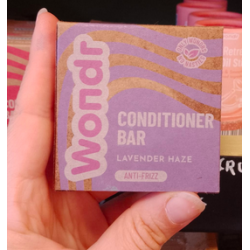 Wondr
CONDITIONER
BAR
LAVENDER HAZE
ANTI-FRIZZ